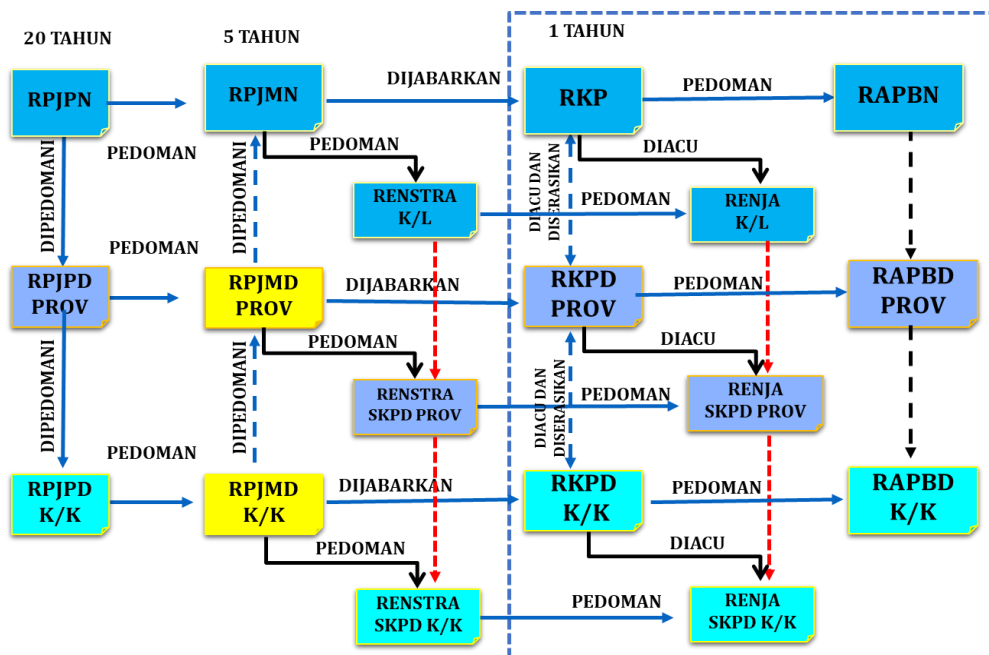 20 TAHUN
5 TAHUN
1 TAHUN
RPJPN
RPJMN
DIJABARKAN
RKP
PEDOMAN
RAPBN
DIPEDOMANI
PEDOMAN
DIPEDOMANI
PEDOMAN
DIACU DAN
DISERASIKAN
DIACU
RENSTRA
K/L
PEDOMAN
RENJA
K/L
PEDOMAN
RPJPD
PROV
RPJMD
PROV
DIJABARKAN
RKPD
PROV
PEDOMAN
RAPBD
PROV
DIPEDOMANI
DIPEDOMANI
PEDOMAN
DIACU DAN
DISERASIKAN
DIACU
RENSTRA
SKPD PROV
PEDOMAN
RENJA
SKPD PROV
PEDOMAN
RPJPD
K/K
RPJMD
K/K
DIJABARKAN
RKPD
K/K
PEDOMAN
RAPBD
K/K
PEDOMAN
DIACU
RENSTRA
SKPD K/K
PEDOMAN
RENJA
SKPD K/K